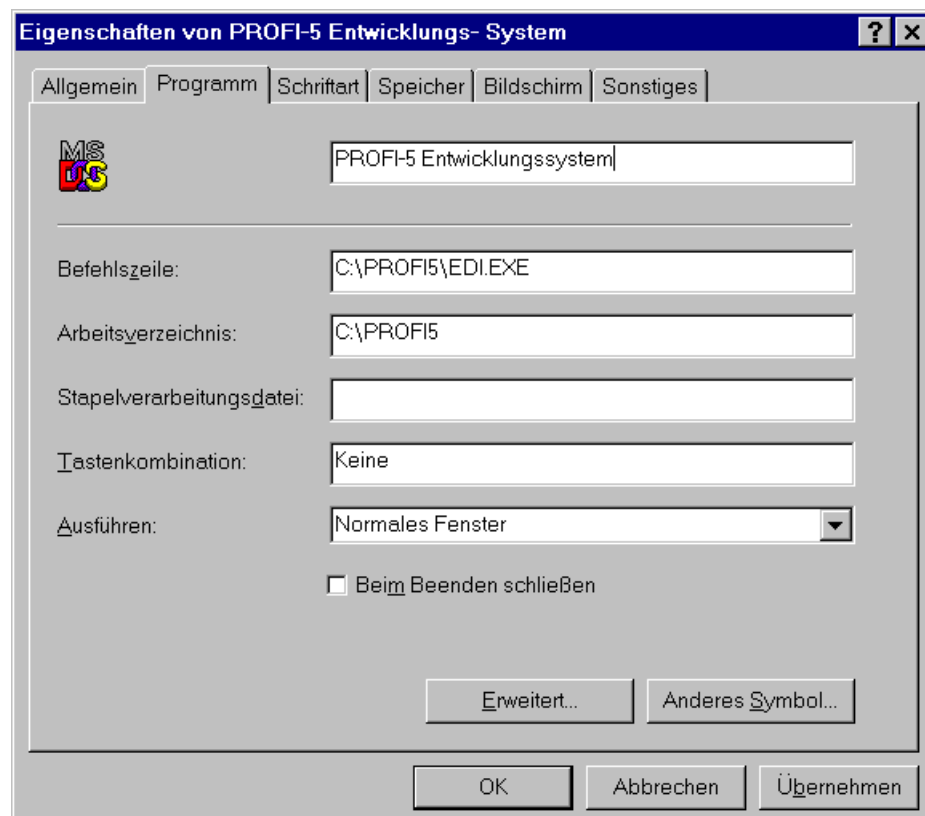 Eigenschaften von PROFI-5 Entwicklungs- System
? ×
Allgemein Programm Schriftart Speicher Bildschirm Sonstiges
MS
DOS
PROFI-5 Entwicklungssystem
Befehlszeile: C:\PROFI5\EDI.EXE
Arbeitsverzeichnis: C:\PROFI5
Stapelverarbeitungsdatei:
Tastenkombination: Keine
Ausführen: Normales Fenster
Beim Beenden schließen
Erweitert... Anderes Symbol...
OK Abbrechen Übernehmen